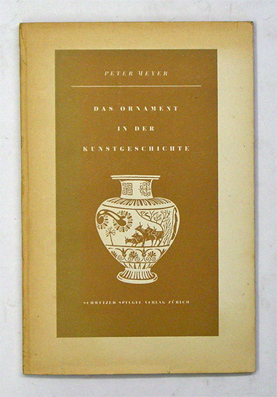 PETER MEYER
DAS ORNAMENT
IN DER
KUNSTGESCHICHTE
SCHWEIZER SPIEGEL VERLAG ZÜRICH